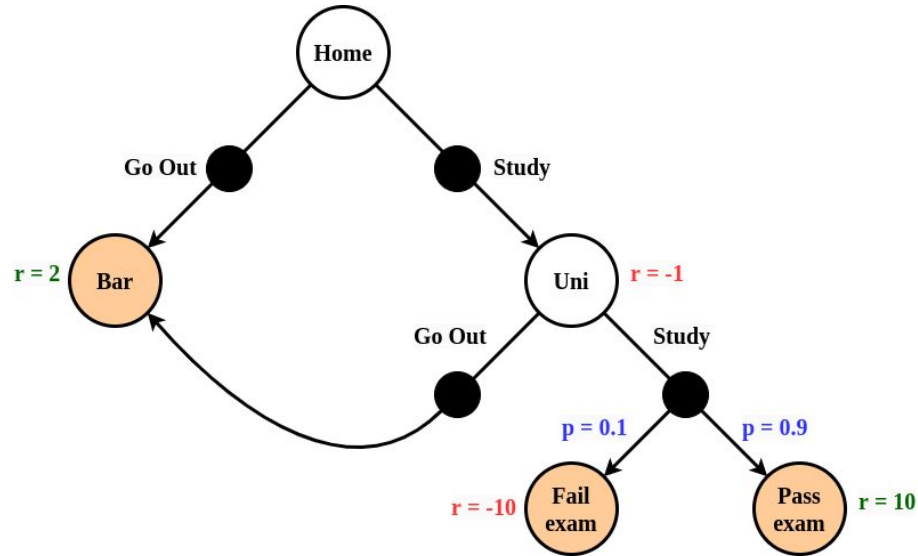 Home
Go Out
Study
r = 2
Bar
Uni
r = -1
Go Out
Study
p = 0.1
p = 0.9
r = -10
Fail
exam
Pass
exam
r = 10